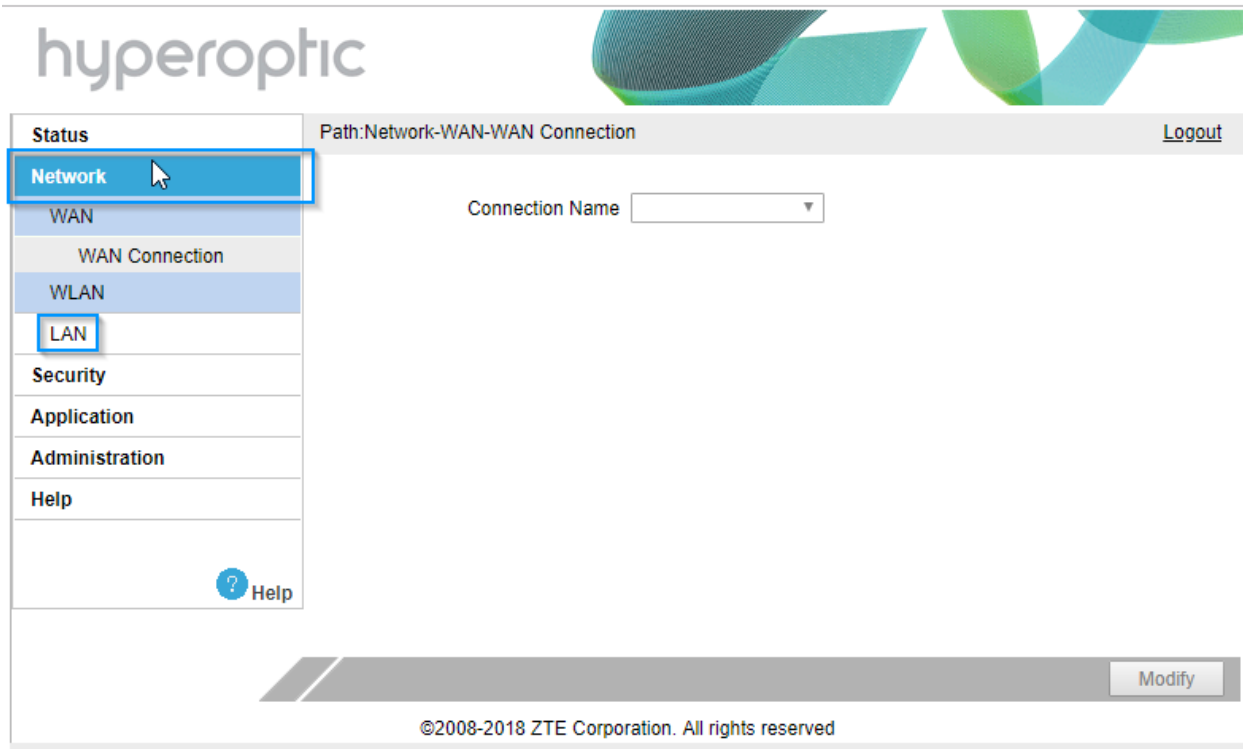 hyperoptic
Status
Path:Network-WAN-WAN Connection
Logout
Network
WAN
Connection Name
WAN Connection
WLAN
LAN
Security
Application
Administration
Help
? Help
Modify
©2008-2018 ZTE Corporation. All rights reserved